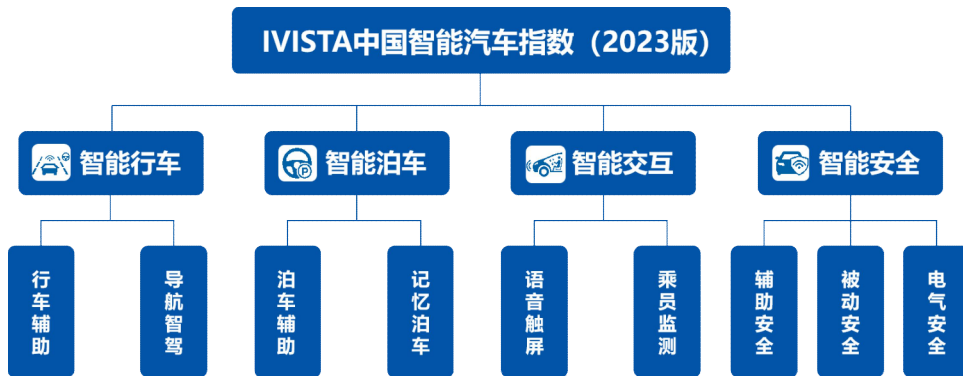 IVISTA中国智能汽车指数（2023版）
智能行车
智能泊车
P
智能交互
智能安全
行车辅助
导航智驾
泊车辅助
记忆泊车
语音触屏
乘员监测
辅助安全
被动安全
电气安全